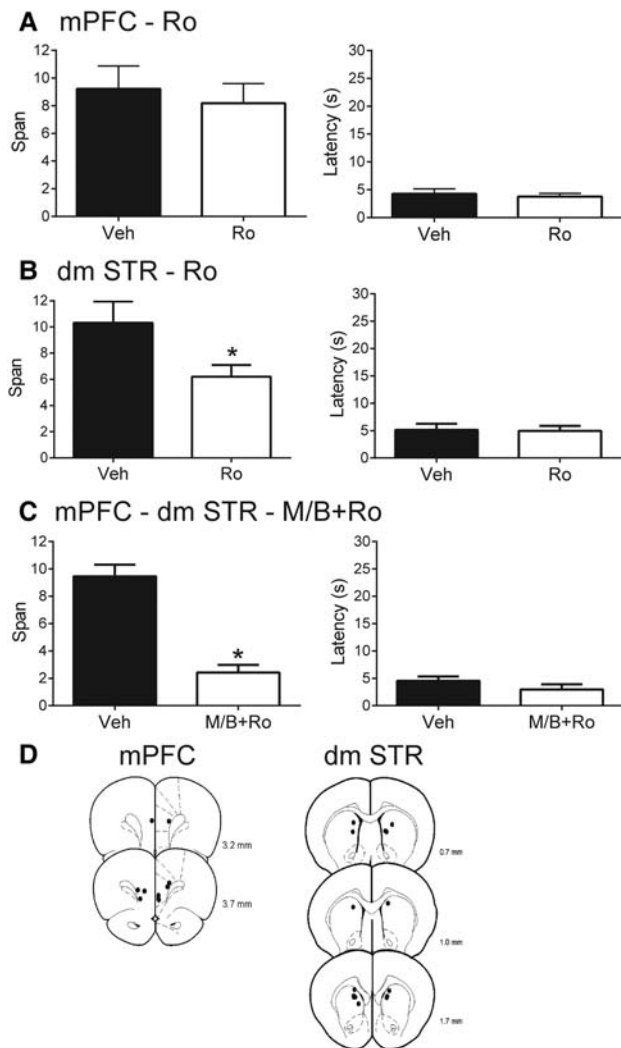 A mPFC - Ro
12
10
8
6
4
2
0
Span
Veh
Ro
30
25
20
15
10
5
0
Latency (s)
Veh
Ro
B dm STR - Ro
12
10
8
6
4
2
0
Span
*
Veh
Ro
30
25
20
15
10
5
0
Latency (s)
Veh
Ro
C mPFC - dm STR - M/B+Ro
12
10
8
6
4
2
0
Span
*
Veh
M/B+Ro
30
25
20
15
10
5
0
Latency (s)
Veh
M/B+Ro
D mPFC
3.2 mm
3.7 mm
dm STR
0.7 mm
1.0 mm
1.7 mm